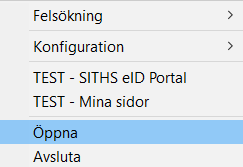 Felsökning
Konfiguration
TEST - SITHS eID Portal
TEST - Mina sidor
Öppna
Avsluta